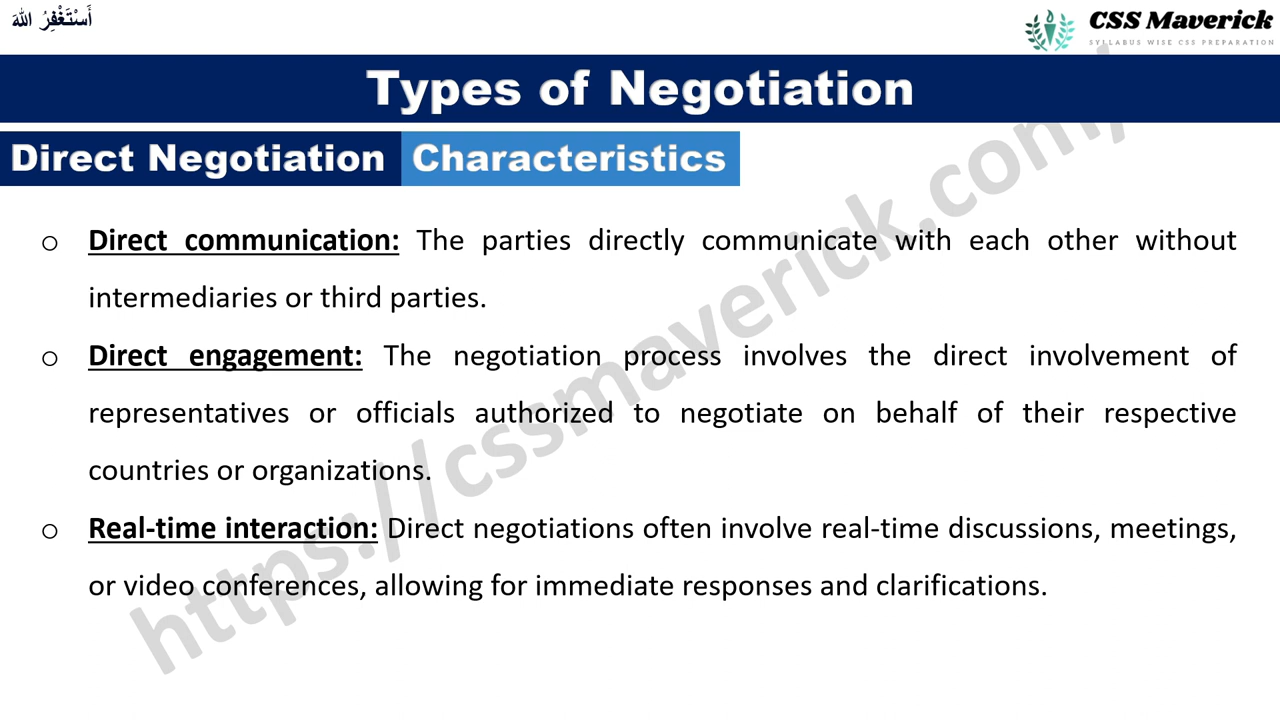 أَسْتَغْفِرُ اللهَ
CSS Maverick
SYLLABUS WISE CSS PREPARATION
Types of Negotiation
Direct Negotiation Characteristics
o Direct communication: The parties directly communicate with each other without
intermediaries or third parties.
o Direct engagement: The negotiation process involves the direct involvement of
representatives or officials authorized to negotiate on behalf of their respective
countries or organizations.
o Real-time interaction: Direct negotiations often involve real-time discussions, meetings,
or video conferences, allowing for immediate responses and clarifications.
https://cssmaverick.com/